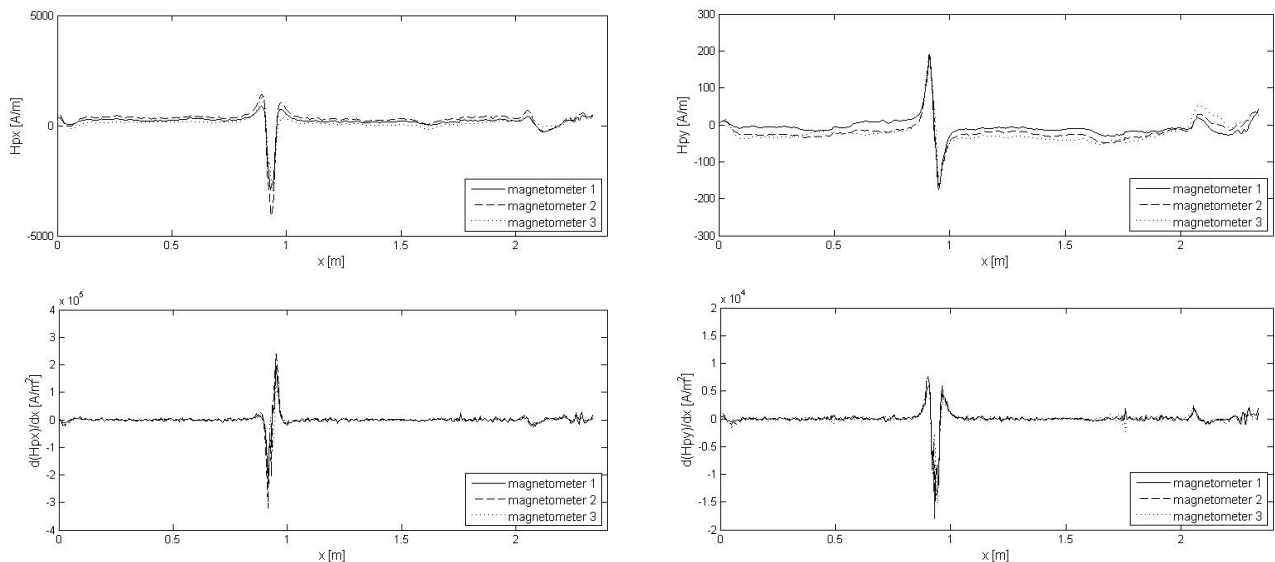 5000
0
-5000
Hpx [A/m]
0
0.5
1
1.5
2
x [m]
magnetometer 1
magnetometer 2
magnetometer 3
300
200
100
0
-100
-200
-300
Hpy [A/m]
0
0.5
1
1.5
2
x [m]
magnetometer 1
magnetometer 2
magnetometer 3
x 10^5
4
3
2
1
0
-1
-2
-3
-4
d(Hpx)/dx [A/m²]
0
0.5
1
1.5
2
x [m]
magnetometer 1
magnetometer 2
magnetometer 3
x 10^4
2
1.5
1
0.5
0
-0.5
-1
-1.5
-2
d(Hpy)/dx [A/m²]
0
0.5
1
1.5
2
x [m]
magnetometer 1
magnetometer 2
magnetometer 3